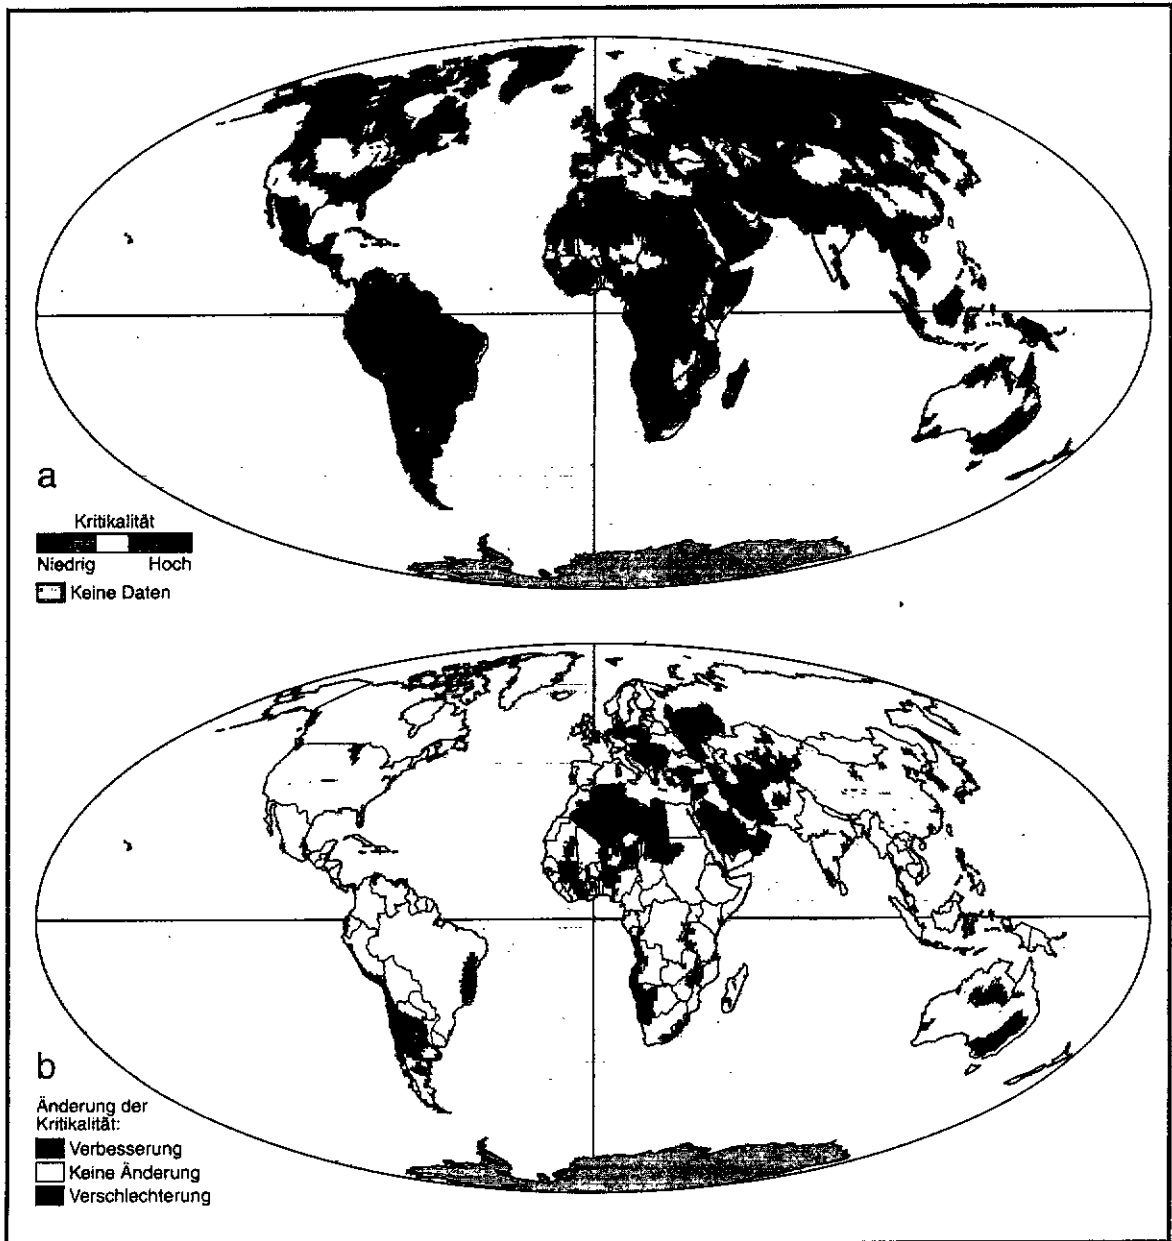 a
Kritikalität
Niedrig Hoch
Keine Daten
b
Änderung der
Kritikalität:
Verbesserung
Keine Änderung
Verschlechterung